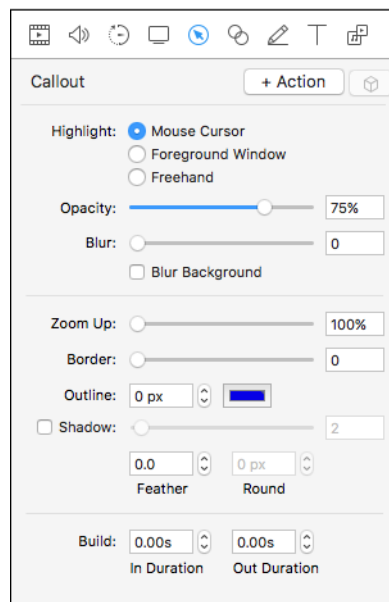 Callout + Action
Highlight: Mouse Cursor
Foreground Window
Freehand
Opacity: 75%
Blur: 0
Blur Background
Zoom Up: 100%
Border: 0
Outline: 0 px
Shadow: 2
0.0 0 px
Feather Round
Build: 0.00s 0.00s
In Duration Out Duration